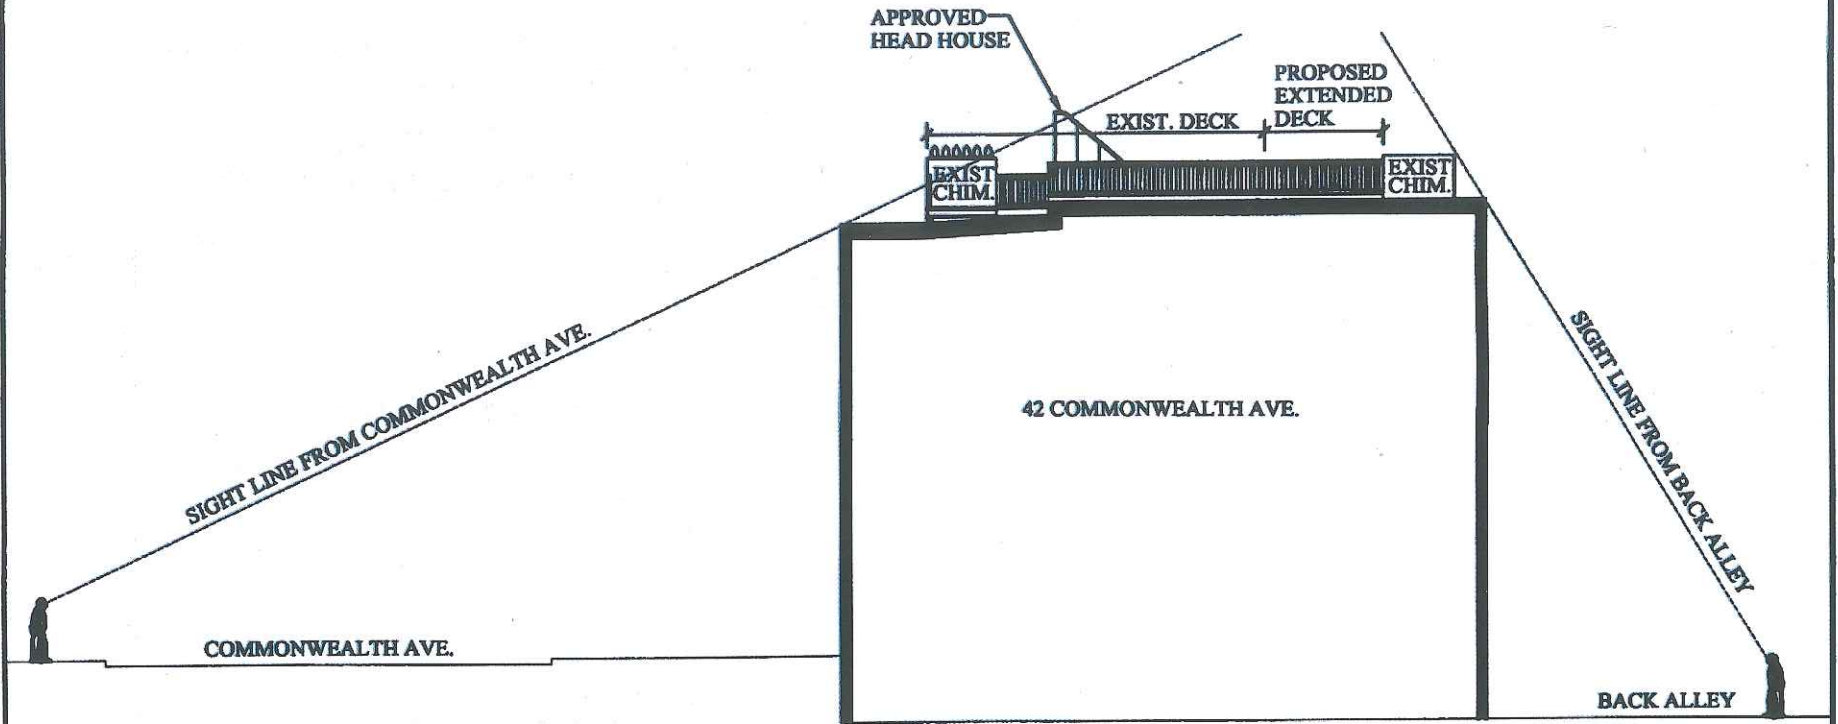 APPROVED
HEAD HOUSE
PROPOSED
EXTENDED
DECK
EXIST. DECK
EXIST
CHIM.
EXIST
CHIM.
SIGHT LINE FROM COMMONWEALTH AVE.
42 COMMONWEALTH AVE.
SIGHT LINE FROM BACK ALLEY
COMMONWEALTH AVE.
BACK ALLEY